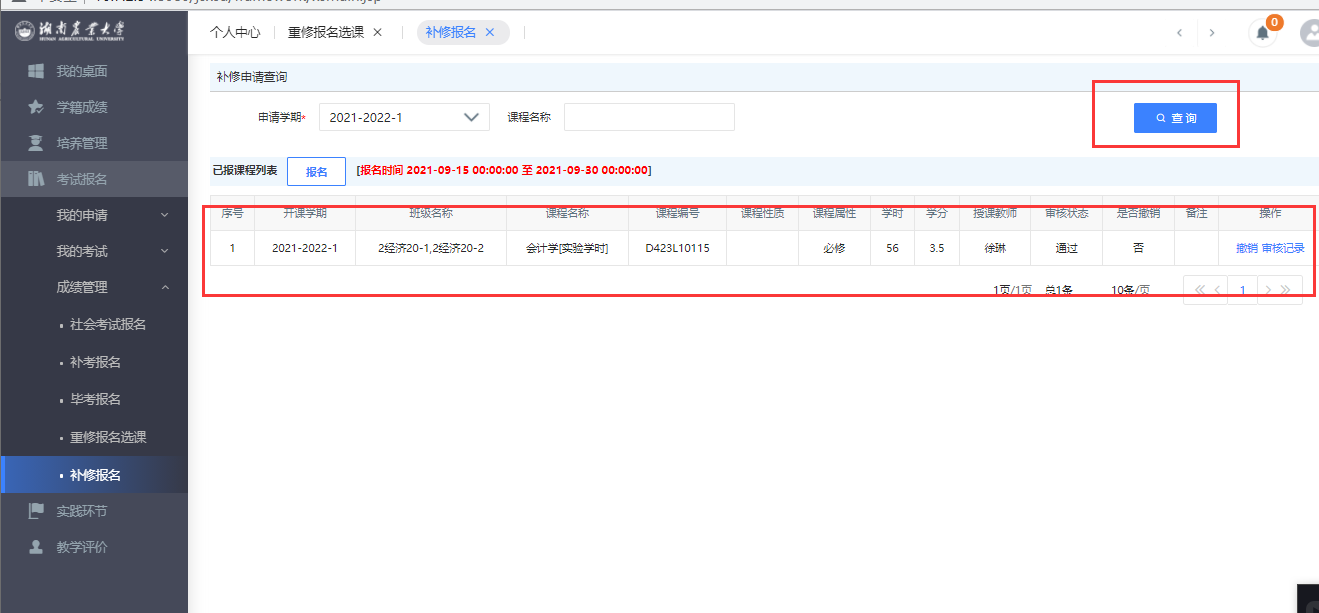 湖南农业大学
HUNAN AGRICULTURAL UNIVERSITY
个人中心 重修报名选课 × 补修报名 ×
0
我的桌面
学籍成绩
培养管理
考试报名
我的申请
我的考试
成绩管理
社会考试报名
补考报名
毕考报名
重修报名选课
补修报名
实践环节
教学评价
补修申请查询
申请学期* 2021-2022-1 课程名称 查询
已报课程列表 报名 [报名时间 2021-09-15 00:00:00 至 2021-09-30 00:00:00]
序号 开课学期 班级名称 课程名称 课程编号 课程性质 课程属性 学时 学分 授课教师 审核状态 是否撤销 备注 操作
1 2021-2022-1 2经济20-1,2经济20-2 会计学[实验学时] D423L10115 必修 56 3.5 徐琳 通过 否 撤销 审核记录
1页/1页 总1条 10条/页 1